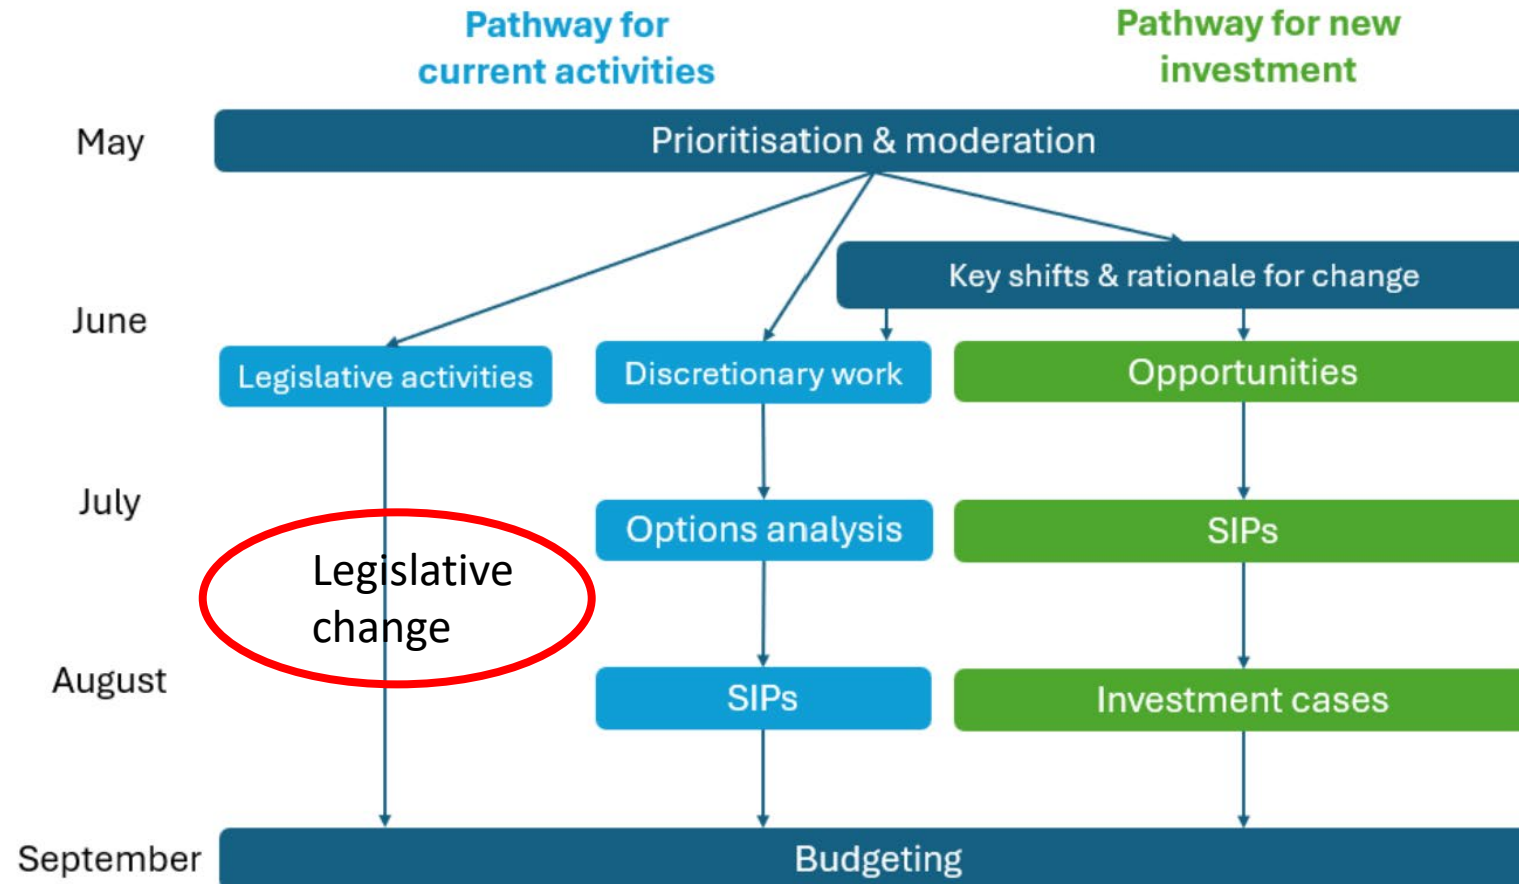 Pathway for
current activities
Pathway for new
investment
May
Prioritisation & moderation
Key shifts & rationale for change
June
Legislative activities
Discretionary work
Opportunities
July
Options analysis
SIPs
Legislative
change
August
SIPs
Investment cases
September
Budgeting